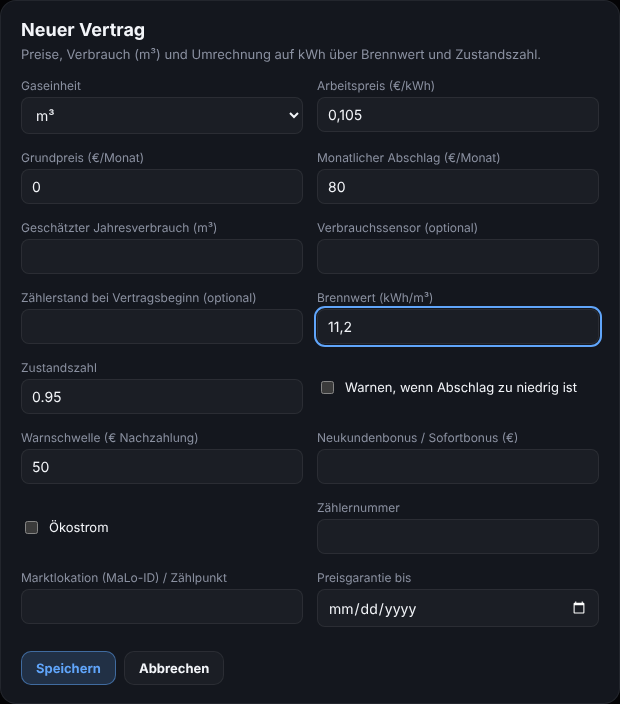 Neuer Vertrag
Preise, Verbrauch (m³) und Umrechnung auf kWh über Brennwert und Zustandszahl.
Gaseinheit
m³
Arbeitspreis (€/kWh)
0,105
Grundpreis (€/Monat)
0
Monatlicher Abschlag (€/Monat)
80
Geschätzter Jahresverbrauch (m³)
Verbrauchssensor (optional)
Zählerstand bei Vertragsbeginn (optional)
Brennwert (kWh/m³)
11,2
Zustandszahl
0.95
Warnen, wenn Abschlag zu niedrig ist
Warnschwelle (€ Nachzahlung)
50
Neukundenbonus / Sofortbonus (€)
Ökostrom
Zählernummer
Marktlokation (MaLo-ID) / Zählpunkt
Preisgarantie bis
mm/dd/yyyy
Speichern
Abbrechen